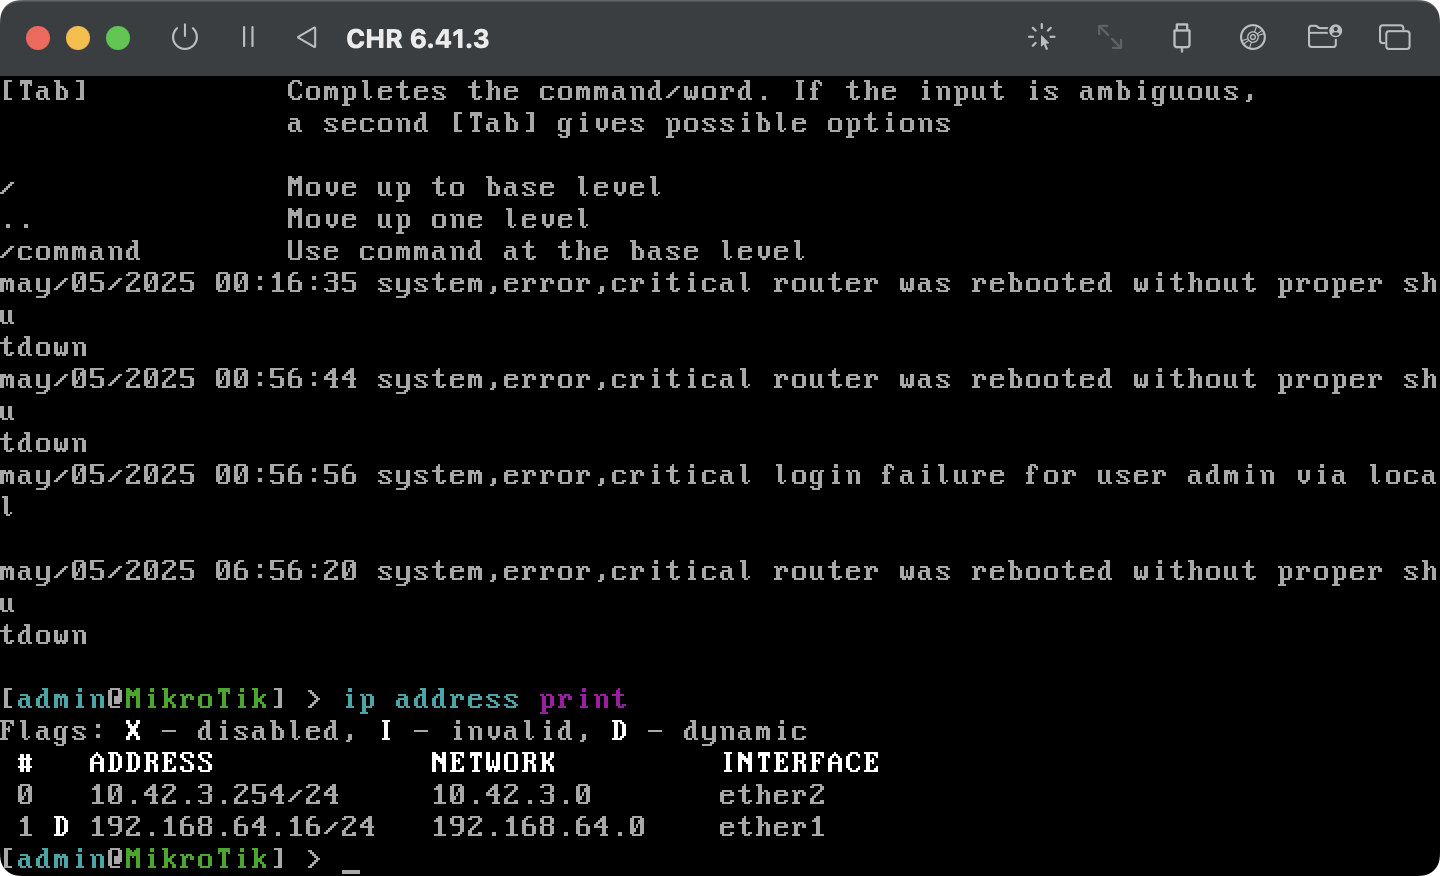 CHR 6.41.3
[Tab]           Completes the command/word. If the input is ambiguous,
                a second [Tab] gives possible options

/               Move up to base level
..              Move up one level
/command        Use command at the base level
may/05/2025 00:16:35 system,error,critical router was rebooted without proper sh
u
tdown
may/05/2025 00:56:44 system,error,critical router was rebooted without proper sh
u
tdown
may/05/2025 00:56:56 system,error,critical login failure for user admin via loca
l

may/05/2025 06:56:20 system,error,critical router was rebooted without proper sh
u
tdown

[admin@MikroTik] > ip address print
Flags: X - disabled, I - invalid, D - dynamic
 #   ADDRESS            NETWORK         INTERFACE
 0   10.42.3.254/24     10.42.3.0       ether2
 1 D 192.168.64.16/24   192.168.64.0    ether1
[admin@MikroTik] > _